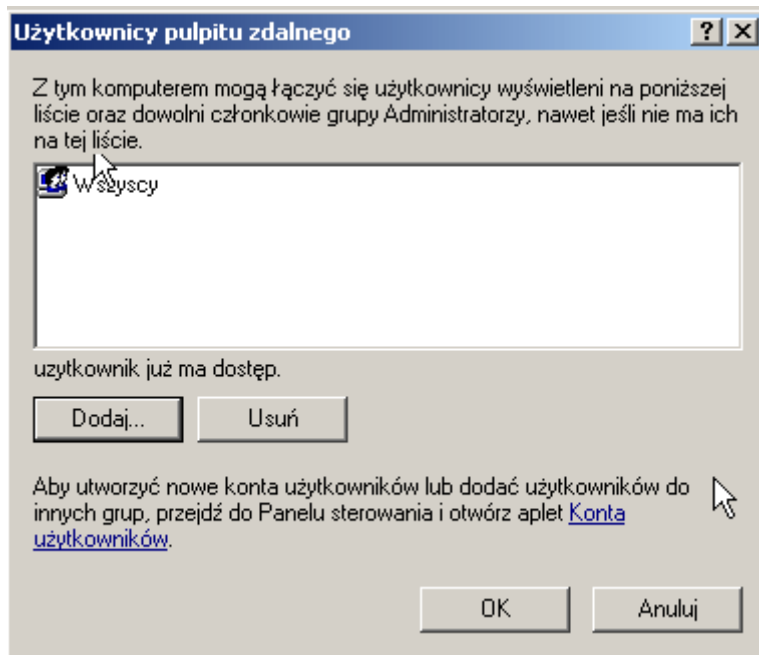 Użytkownicy pulpitu zdalnego
Z tym komputerem mogą łączyć się użytkownicy wyświetleni na poniższej
liście oraz dowolni członkowie grupy Administratorzy, nawet jeśli nie ma ich
na tej liście.
Wszyscy
uzytkownik już ma dostęp.
Dodaj... Usuń
Aby utworzyć nowe konta użytkowników lub dodać użytkowników do
innych grup, przejdź do Panelu sterowania i otwórz aplet Konta
użytkowników.
OK Anuluj